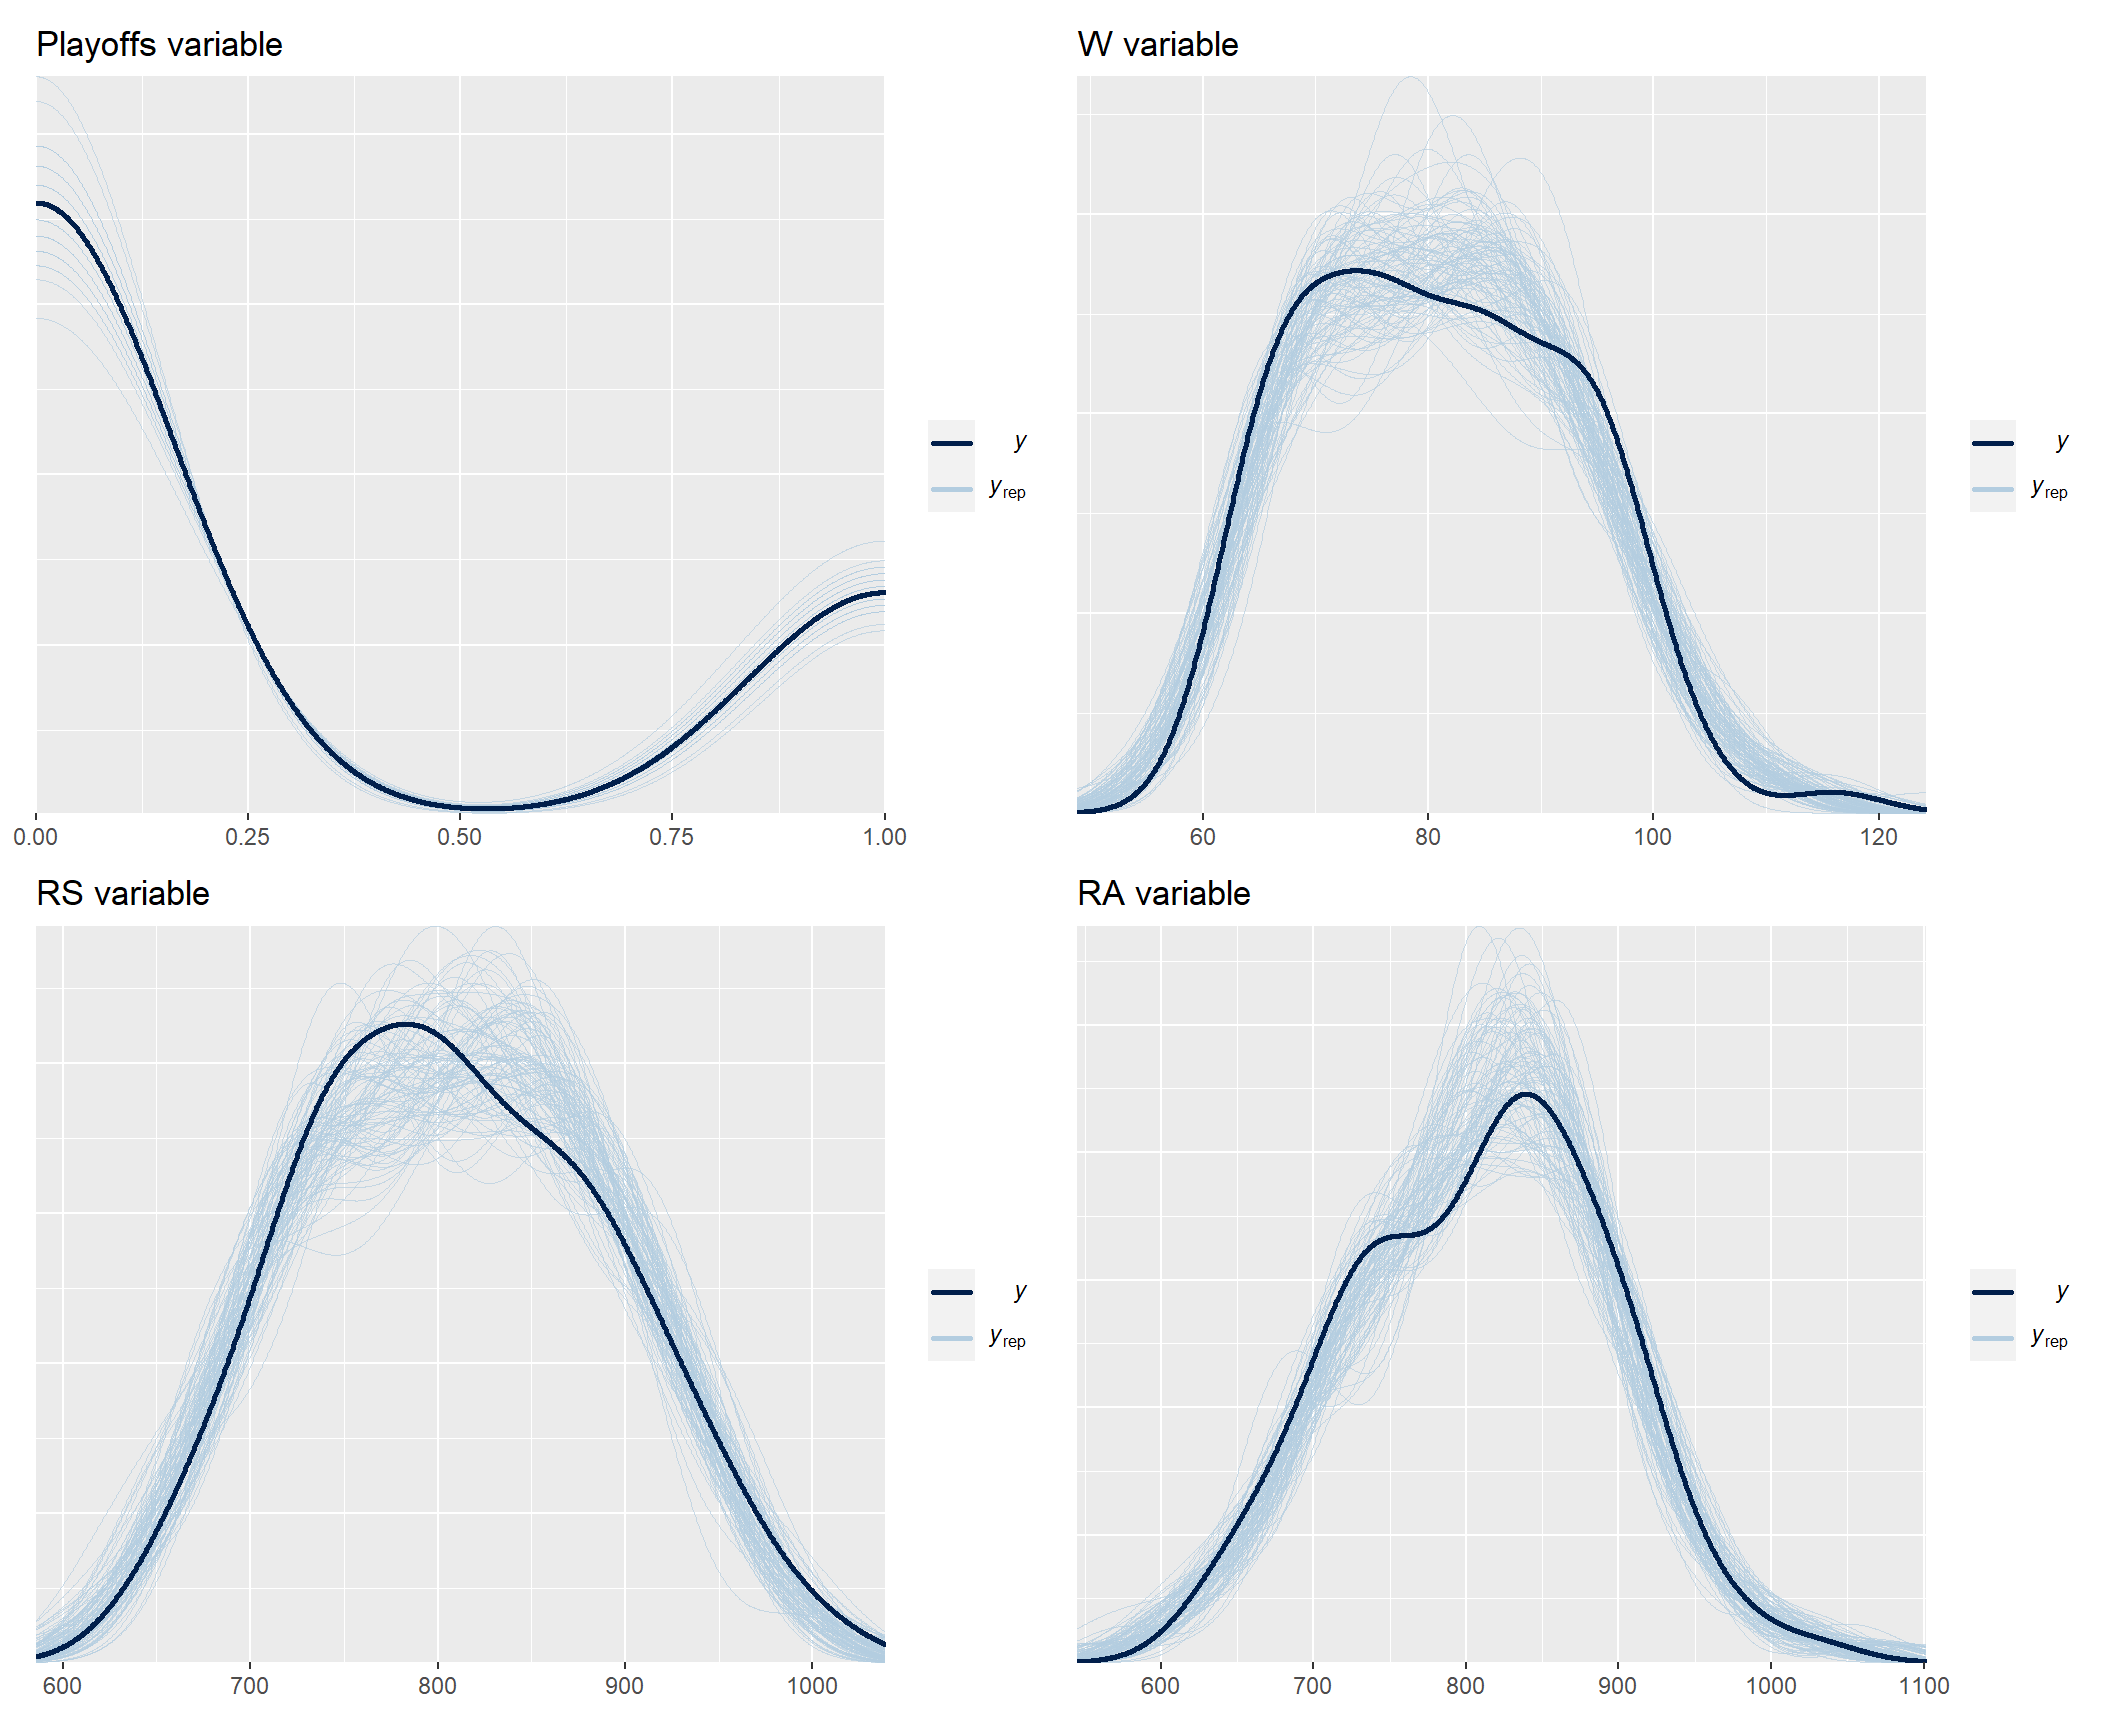 Playoffs variable
y
yrep
0.00 0.25 0.50 0.75 1.00
W variable
y
yrep
60 80 100 120
RS variable
y
yrep
600 700 800 900 1000
RA variable
y
yrep
600 700 800 900 1000 1100